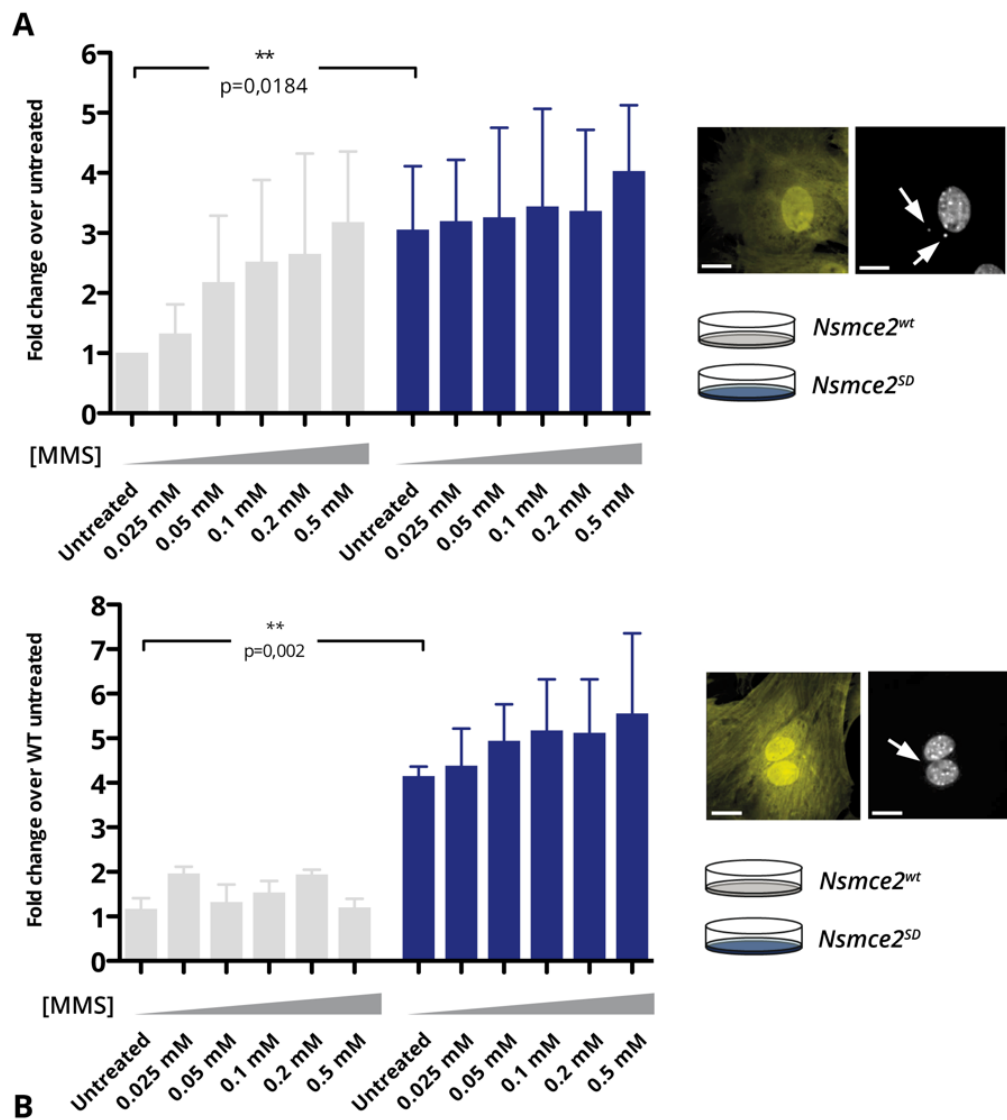 A
Fold change over untreated
6
5
4
3
2
1
0
**
p=0,0184
[MMS]
Untreated
0.025 mM
0.05 mM
0.1 mM
0.2 mM
0.5 mM
Untreated
0.025 mM
0.05 mM
0.1 mM
0.2 mM
0.5 mM
Nsmce2wt
Nsmce2SD
Fold change over WT untreated
8
7
6
5
4
3
2
1
0
**
p=0,002
[MMS]
Untreated
0.025 mM
0.05 mM
0.1 mM
0.2 mM
0.5 mM
Untreated
0.025 mM
0.05 mM
0.1 mM
0.2 mM
0.5 mM
Nsmce2wt
Nsmce2SD
B